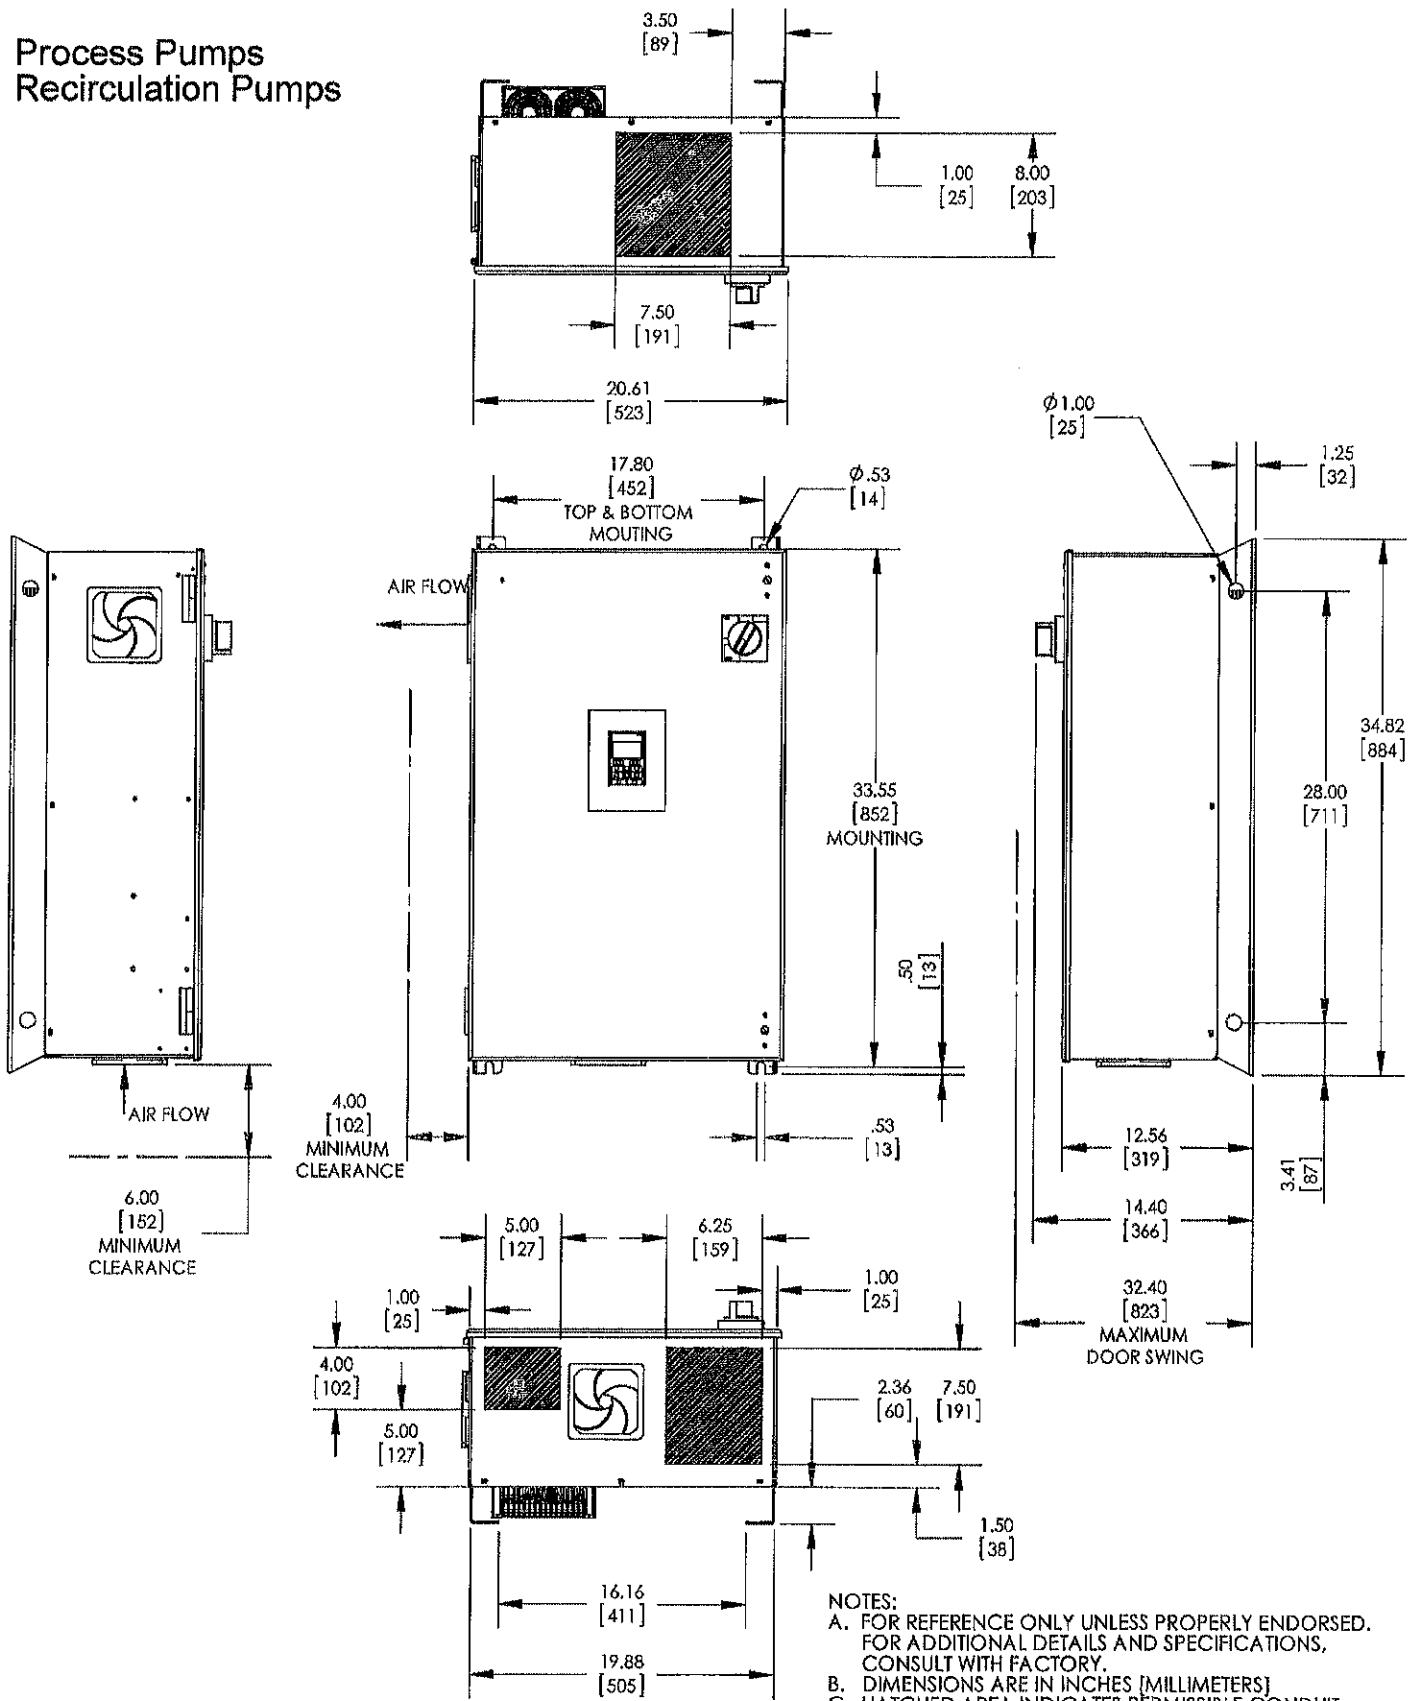 Process Pumps
Recirculation Pumps
3.50
[89]
1.00
[25]
8.00
[203]
7.50
[191]
20.61
[523]
17.80
[452]
TOP & BOTTOM
MOUTING
Ø.53
[14]
Ø1.00
[25]
1.25
[32]
AIR FLOW
33.55
[852]
MOUNTING
34.82
[884]
28.00
[711]
.50
[13]
AIR FLOW
4.00
[102]
MINIMUM
CLEARANCE
.53
[13]
12.56
[319]
3.41
[87]
6.00
[152]
MINIMUM
CLEARANCE
14.40
[366]
5.00
[127]
6.25
[159]
1.00
[25]
1.00
[25]
32.40
[823]
MAXIMUM
DOOR SWING
4.00
[102]
5.00
[127]
2.36
[60]
7.50
[191]
1.50
[38]
16.16
[411]
19.88
[505]
NOTES:
A. FOR REFERENCE ONLY UNLESS PROPERLY ENDORSED.
FOR ADDITIONAL DETAILS AND SPECIFICATIONS,
CONSULT WITH FACTORY.
B. DIMENSIONS ARE IN INCHES [MILLIMETERS]
C. HATCHED AREA INDICATES PERMISSIBLE CONDUIT